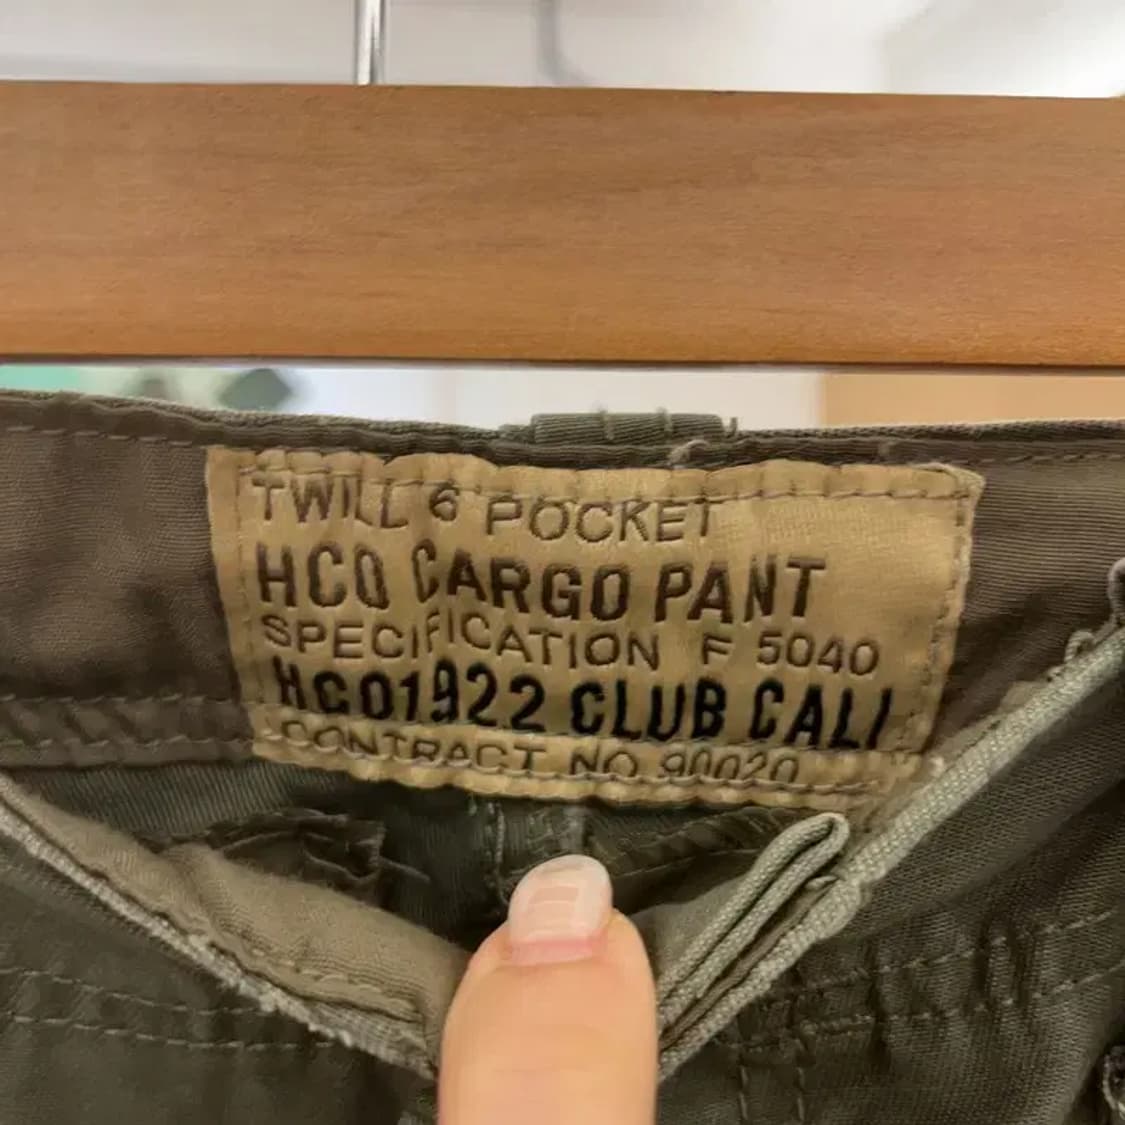 TWILL 6 POCKET
HCO CARGO PANT
SPECIFICATION F 5040
HCO1922 CLUB CALI
CONTRACT NO 90020